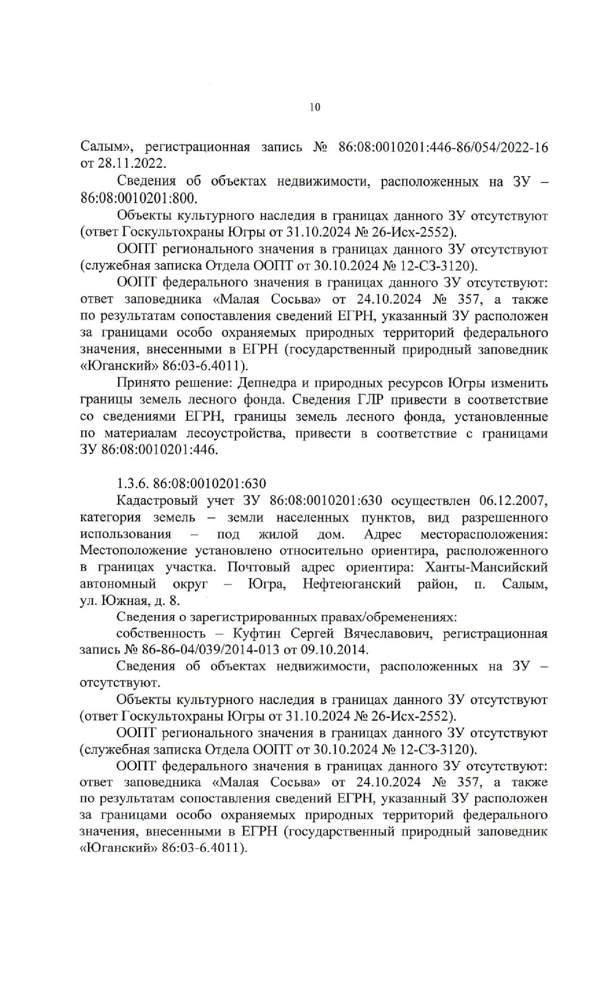 10
Салым», регистрационная запись № 86:08:0010201:446-86/054/2022-16
от 28.11.2022.
Сведения об объектах недвижимости, расположенных на ЗУ –
86:08:0010201:800.
Объекты культурного наследия в границах данного ЗУ отсутствуют
(ответ Госкультохраны Югры от 31.10.2024 № 26-Исх-2552).
ООПТ регионального значения в границах данного ЗУ отсутствуют
(служебная записка Отдела ООПТ от 30.10.2024 № 12-СЗ-3120).
ООПТ федерального значения в границах данного ЗУ отсутствуют:
ответ заповедника «Малая Сосьва» от 24.10.2024 № 357, а также
по результатам сопоставления сведений ЕГРН, указанный ЗУ расположен
за границами особо охраняемых природных территорий федерального
значения, внесенными в ЕГРН (государственный природный заповедник
«Юганский» 86:03-6.4011).
Принято решение: Депнедра и природных ресурсов Югры изменить
границы земель лесного фонда. Сведения ГЛР привести в соответствие
со сведениями ЕГРН, границы земель лесного фонда, установленные
по материалам лесоустройства, привести в соответствие с границами
ЗУ 86:08:0010201:446.
1.3.6. 86:08:0010201:630
Кадастровый учет ЗУ 86:08:0010201:630 осуществлен 06.12.2007,
категория земель – земли населенных пунктов, вид разрешенного
использования – под жилой дом. Адрес месторасположения:
Местоположение установлено относительно ориентира, расположенного
в границах участка. Почтовый адрес ориентира: Ханты-Мансийский
автономный округ – Югра, Нефтеюганский район, п. Салым,
ул. Южная, д. 8.
Сведения о зарегистрированных правах/обременениях:
собственность – Куфтин Сергей Вячеславович, регистрационная
запись № 86-86-04/039/2014-013 от 09.10.2014.
Сведения об объектах недвижимости, расположенных на ЗУ –
отсутствуют.
Объекты культурного наследия в границах данного ЗУ отсутствуют
(ответ Госкультохраны Югры от 31.10.2024 № 26-Исх-2552).
ООПТ регионального значения в границах данного ЗУ отсутствуют
(служебная записка Отдела ООПТ от 30.10.2024 № 12-СЗ-3120).
ООПТ федерального значения в границах данного ЗУ отсутствуют:
ответ заповедника «Малая Сосьва» от 24.10.2024 № 357, а также
по результатам сопоставления сведений ЕГРН, указанный ЗУ расположен
за границами особо охраняемых природных территорий федерального
значения, внесенными в ЕГРН (государственный природный заповедник
«Юганский» 86:03-6.4011).